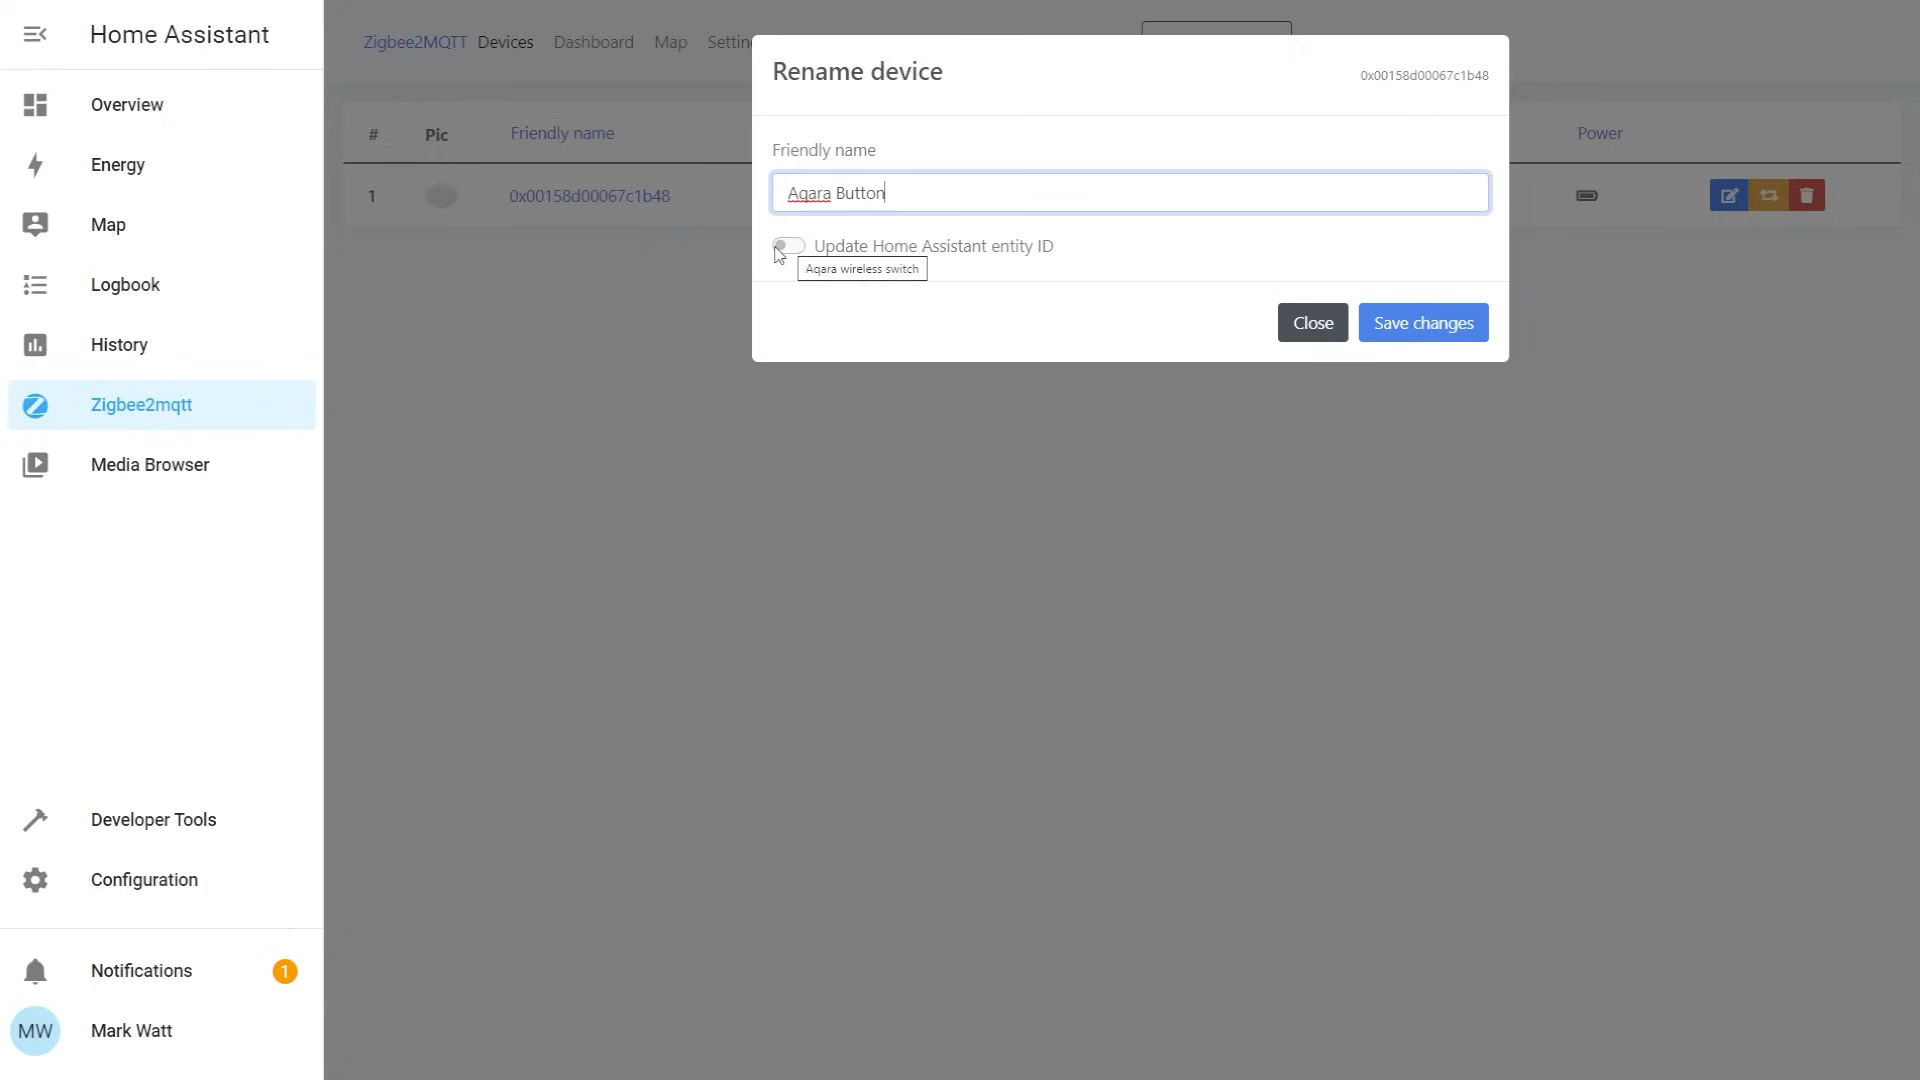 Home Assistant
Overview
Energy
Map
Logbook
History
Zigbee2mqtt
Media Browser
Developer Tools
Configuration
Notifications 1
MW Mark Watt
Zigbee2MQTT Devices Dashboard Map Settin
# Pic Friendly name Power
1 0x00158d00067c1b48
Rename device 0x00158d00067c1b48
Friendly name
Aqara Button
Update Home Assistant entity ID
Aqara wireless switch
Close Save changes